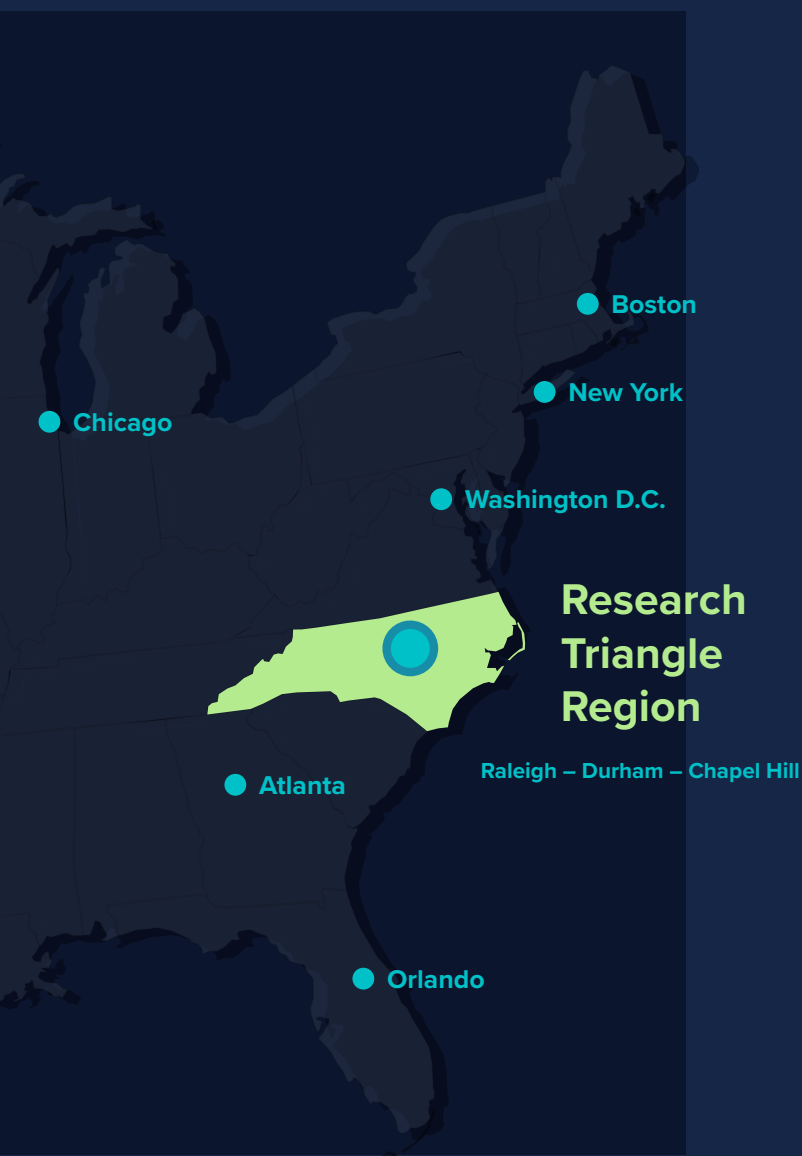 Boston
New York
Chicago
Washington D.C.
Research
Triangle
Region
Raleigh – Durham – Chapel Hill
Atlanta
Orlando